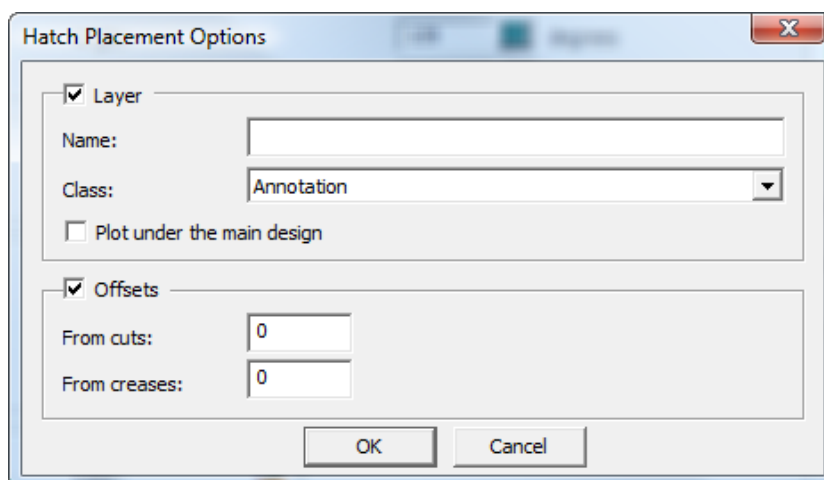 Hatch Placement Options
Layer
Name:
Class: Annotation
Plot under the main design
Offsets
From cuts: 0
From creases: 0
OK Cancel